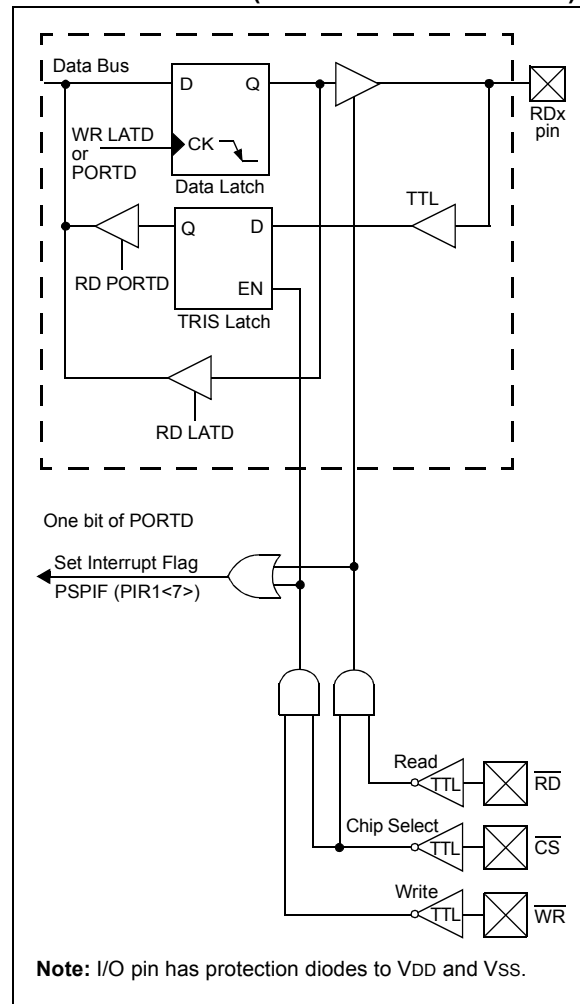 Data Bus
D Q
WR LATD
or
PORTD
CK
Data Latch
RDx
pin
TTL
Q D
RD PORTD
EN
TRIS Latch
RD LATD
One bit of PORTD
Set Interrupt Flag
PSPIF (PIR1<7>)
Read
TTL
RD
Chip Select
TTL
CS
Write
TTL
WR
Note: I/O pin has protection diodes to VDD and VSS.